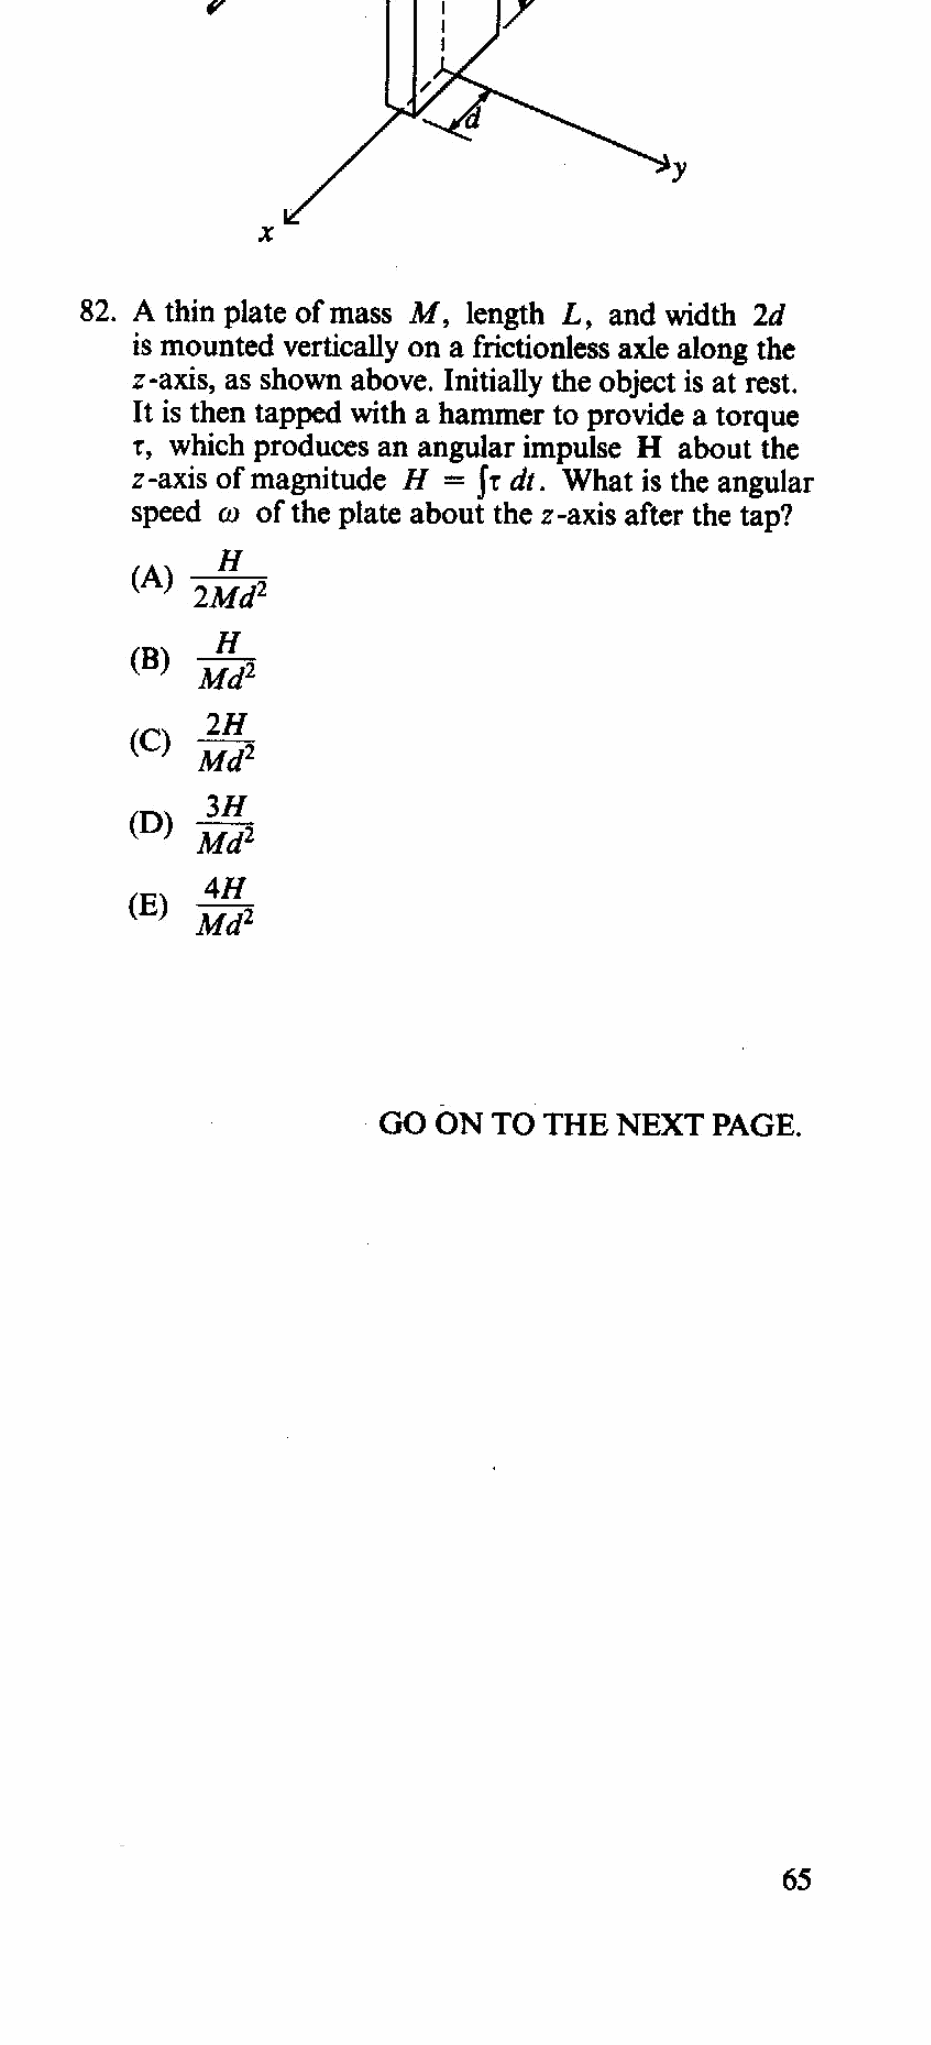 d
y
x
82. A thin plate of mass M, length L, and width 2d
is mounted vertically on a frictionless axle along the
z-axis, as shown above. Initially the object is at rest.
It is then tapped with a hammer to provide a torque
τ, which produces an angular impulse H about the
z-axis of magnitude H = ∫τ dt. What is the angular
speed ω of the plate about the z-axis after the tap?
(A) H/2Md²
(B) H/Md²
(C) 2H/Md²
(D) 3H/Md²
(E) 4H/Md²
GO ON TO THE NEXT PAGE.
65